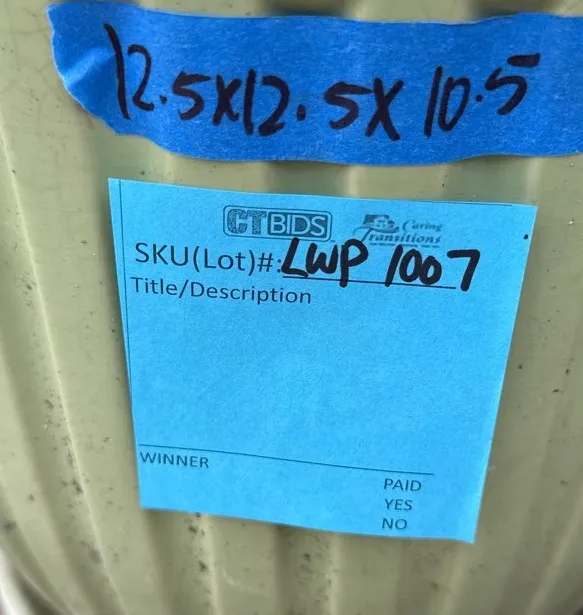 12.5X12.5X10.5
CTBIDS
Caring
Transitions
SKU(Lot)#: LWP 1007
Title/Description
WINNER
PAID
YES
NO